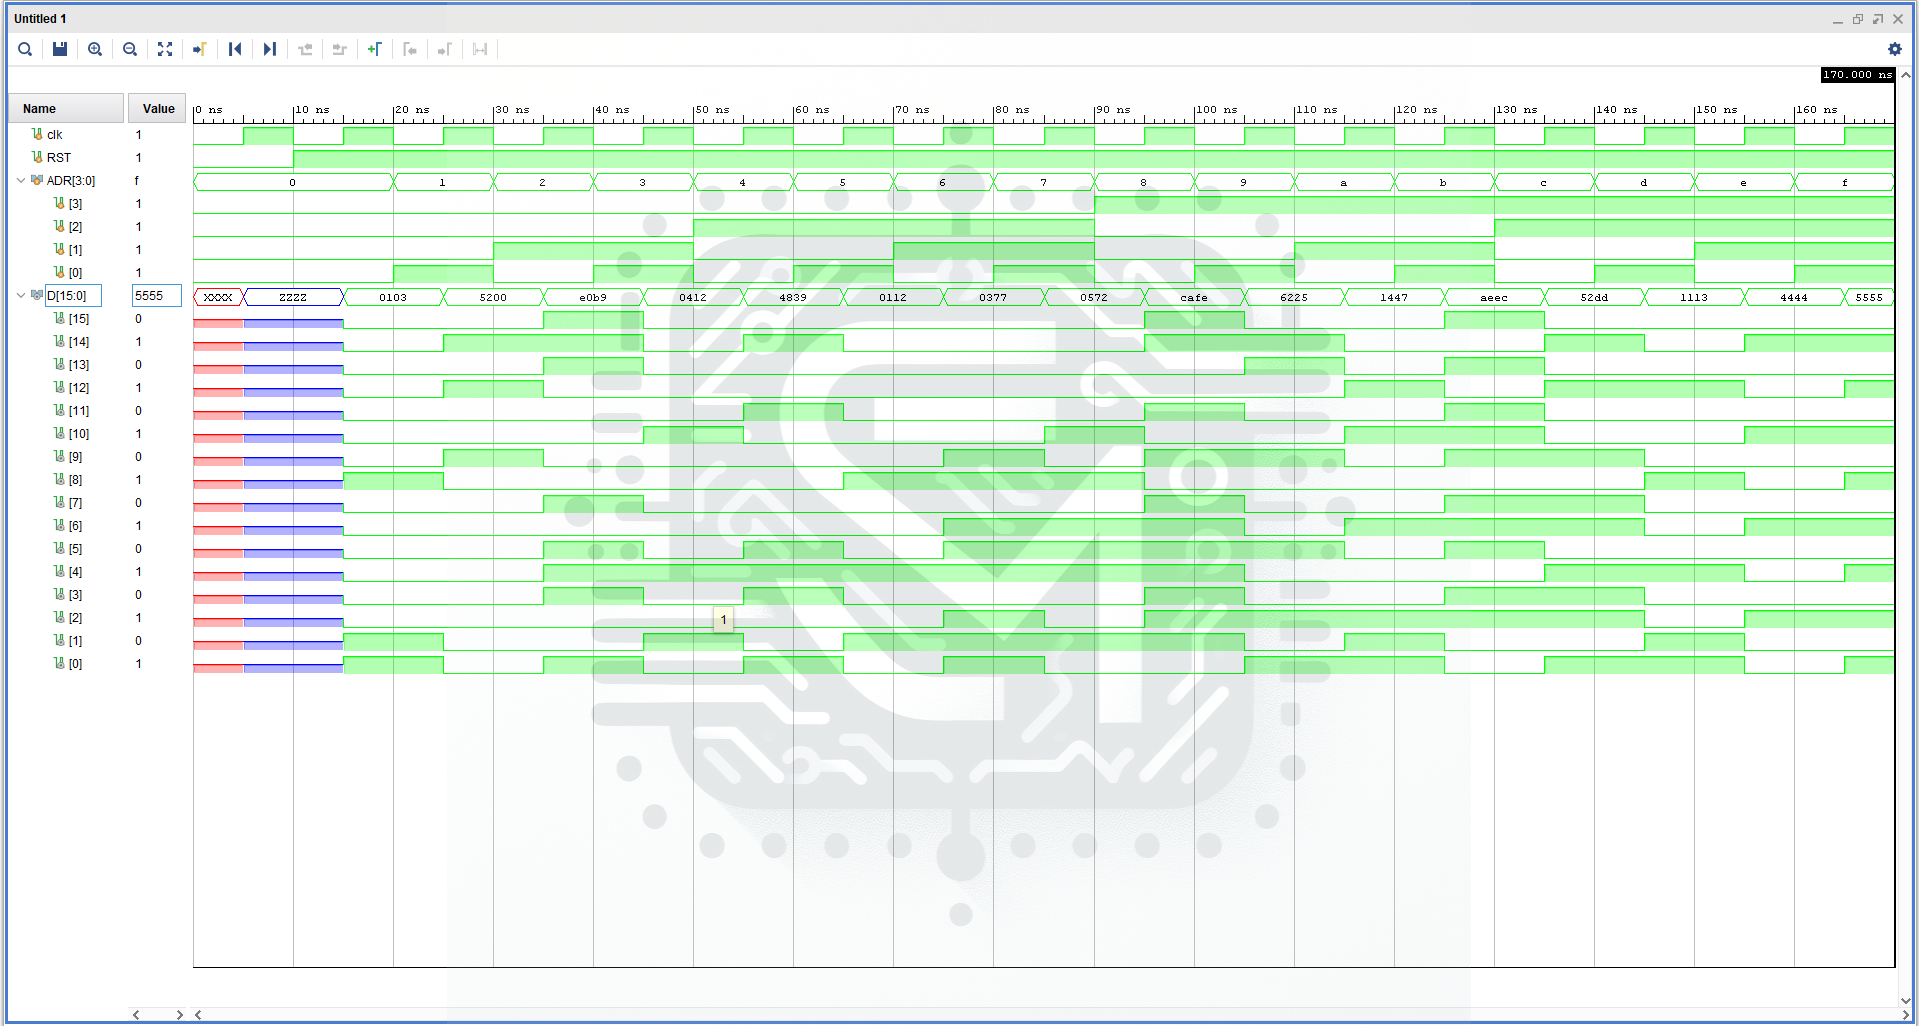 Untitled 1
170.000 ns
Name Value 0 ns 10 ns 20 ns 30 ns 40 ns 50 ns 60 ns 70 ns 80 ns 90 ns 100 ns 110 ns 120 ns 130 ns 140 ns 150 ns 160 ns
clk 1
RST 1
ADR[3:0] f 0 1 2 3 4 5 6 7 8 9 a b c d e f
[3] 1
[2] 1
[1] 1
[0] 1
D[15:0] 5555 XXXX ZZZZ 0103 5200 e0b9 0412 4839 0112 0377 0572 cafe 6225 1447 aeec 52dd 1113 4444 5555
[15] 0
[14] 1
[13] 0
[12] 1
[11] 0
[10] 1
[9] 0
[8] 1
[7] 0
[6] 1
[5] 0
[4] 1
[3] 0
[2] 1 1
[1] 0
[0] 1